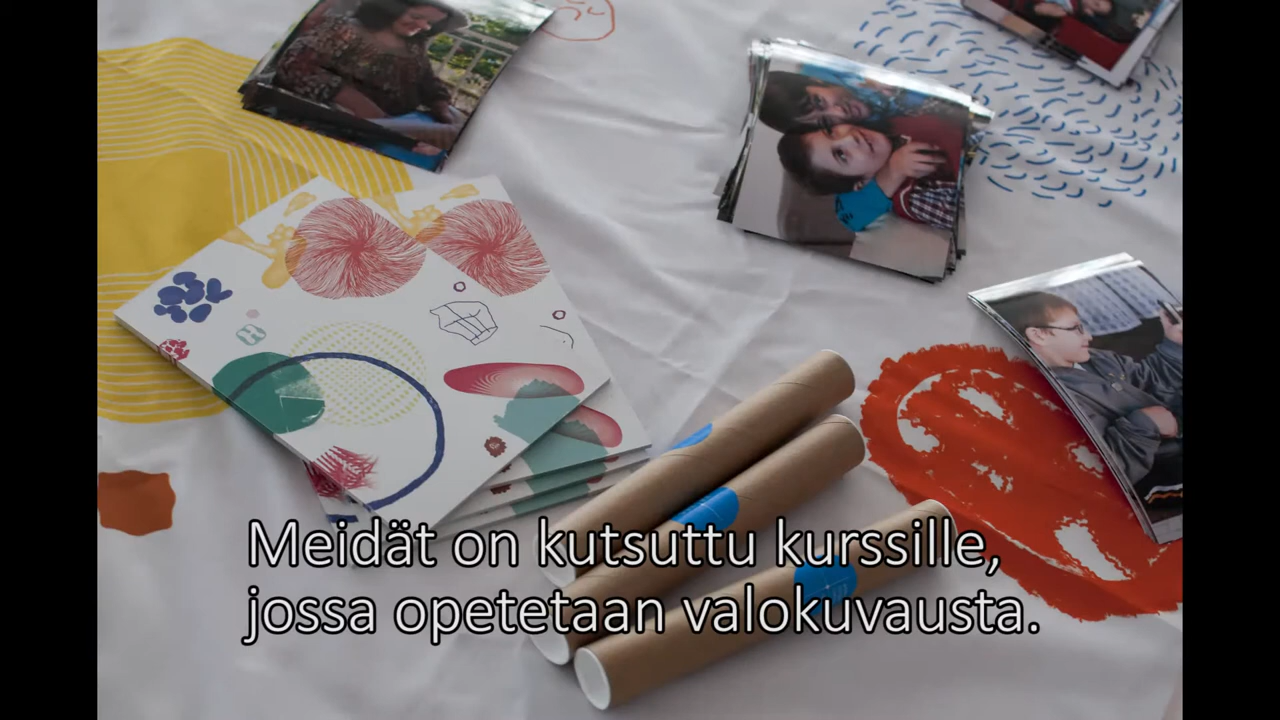 Meidät on kutsuttu kurssille,
jossa opetetaan valokuvausta.